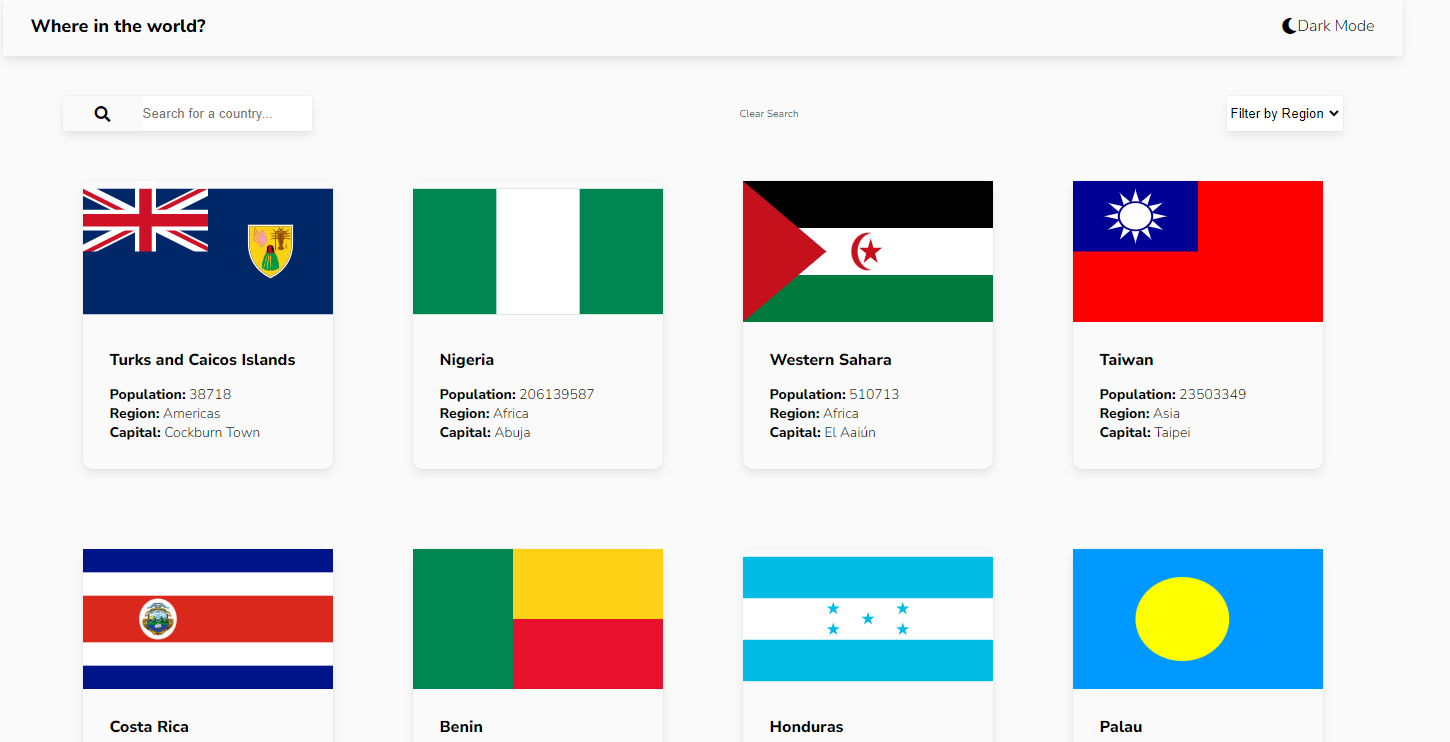 Where in the world?
Dark Mode
Search for a country...
Clear Search
Filter by Region
Turks and Caicos Islands
Population: 38718
Region: Americas
Capital: Cockburn Town
Nigeria
Population: 206139587
Region: Africa
Capital: Abuja
Western Sahara
Population: 510713
Region: Africa
Capital: El Aaiún
Taiwan
Population: 23503349
Region: Asia
Capital: Taipei
Costa Rica
Benin
Honduras
Palau